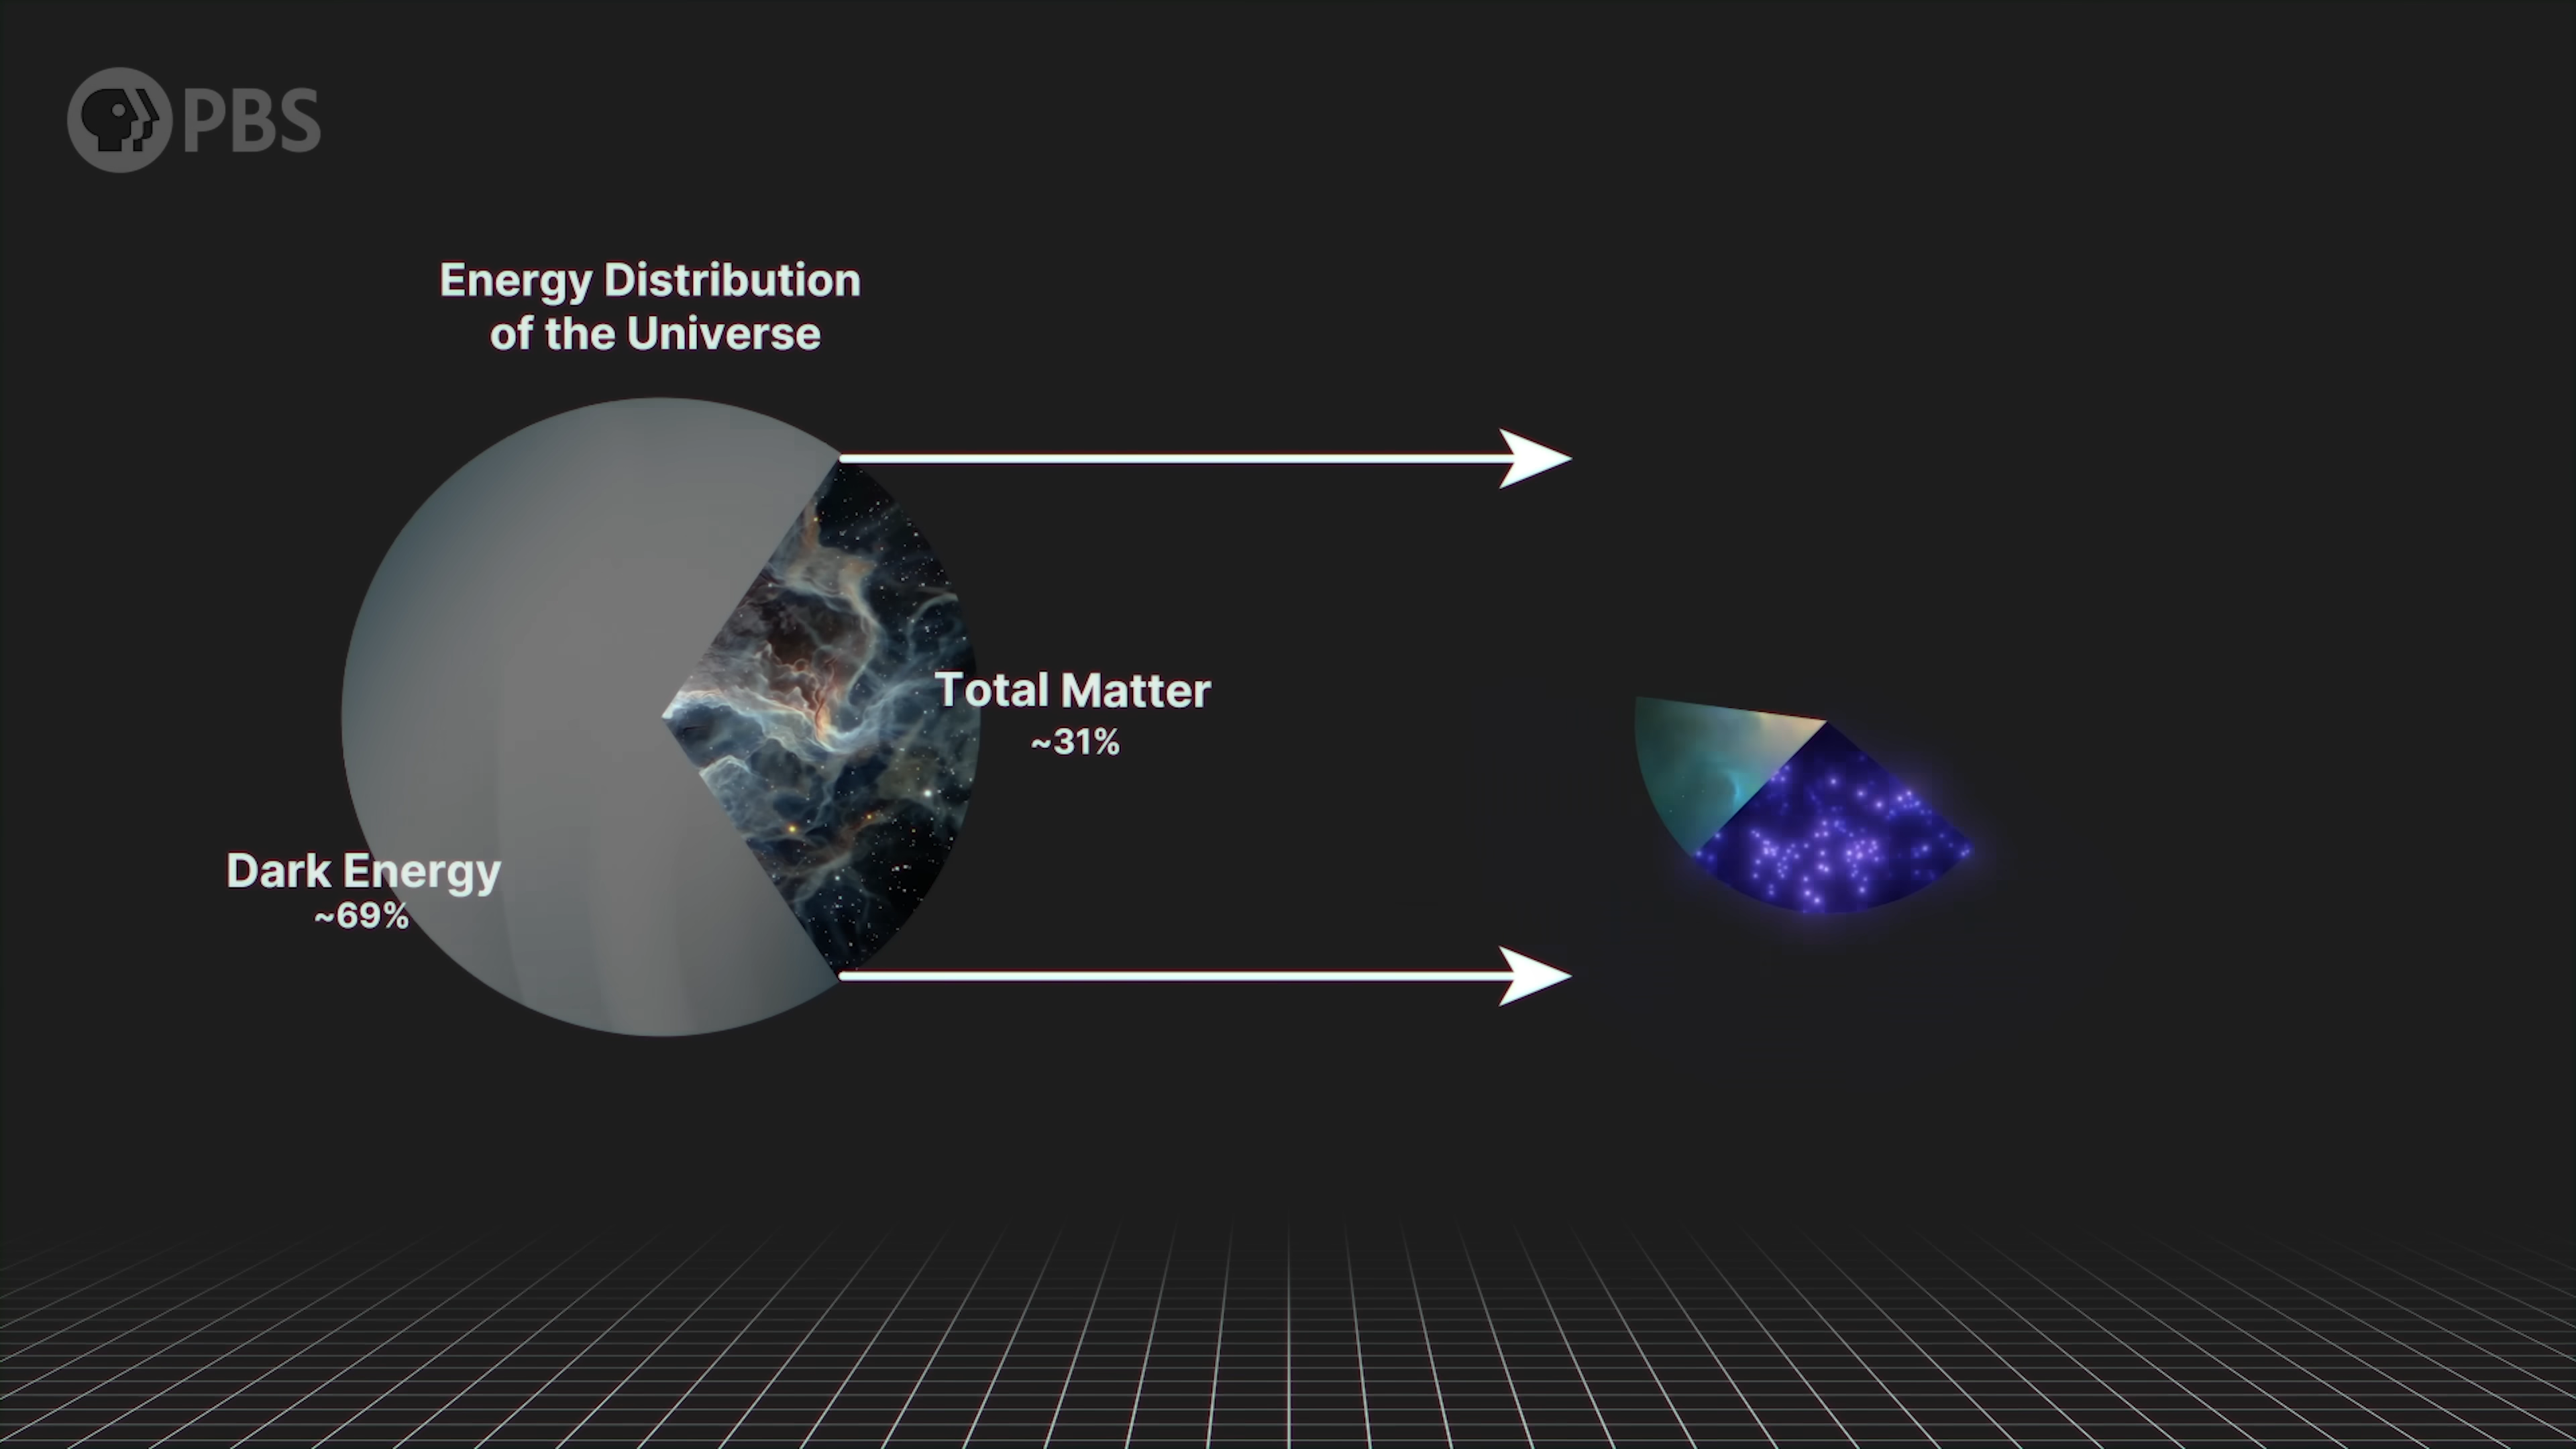 PBS
Energy Distribution
of the Universe
Total Matter
~31%
Dark Energy
~69%